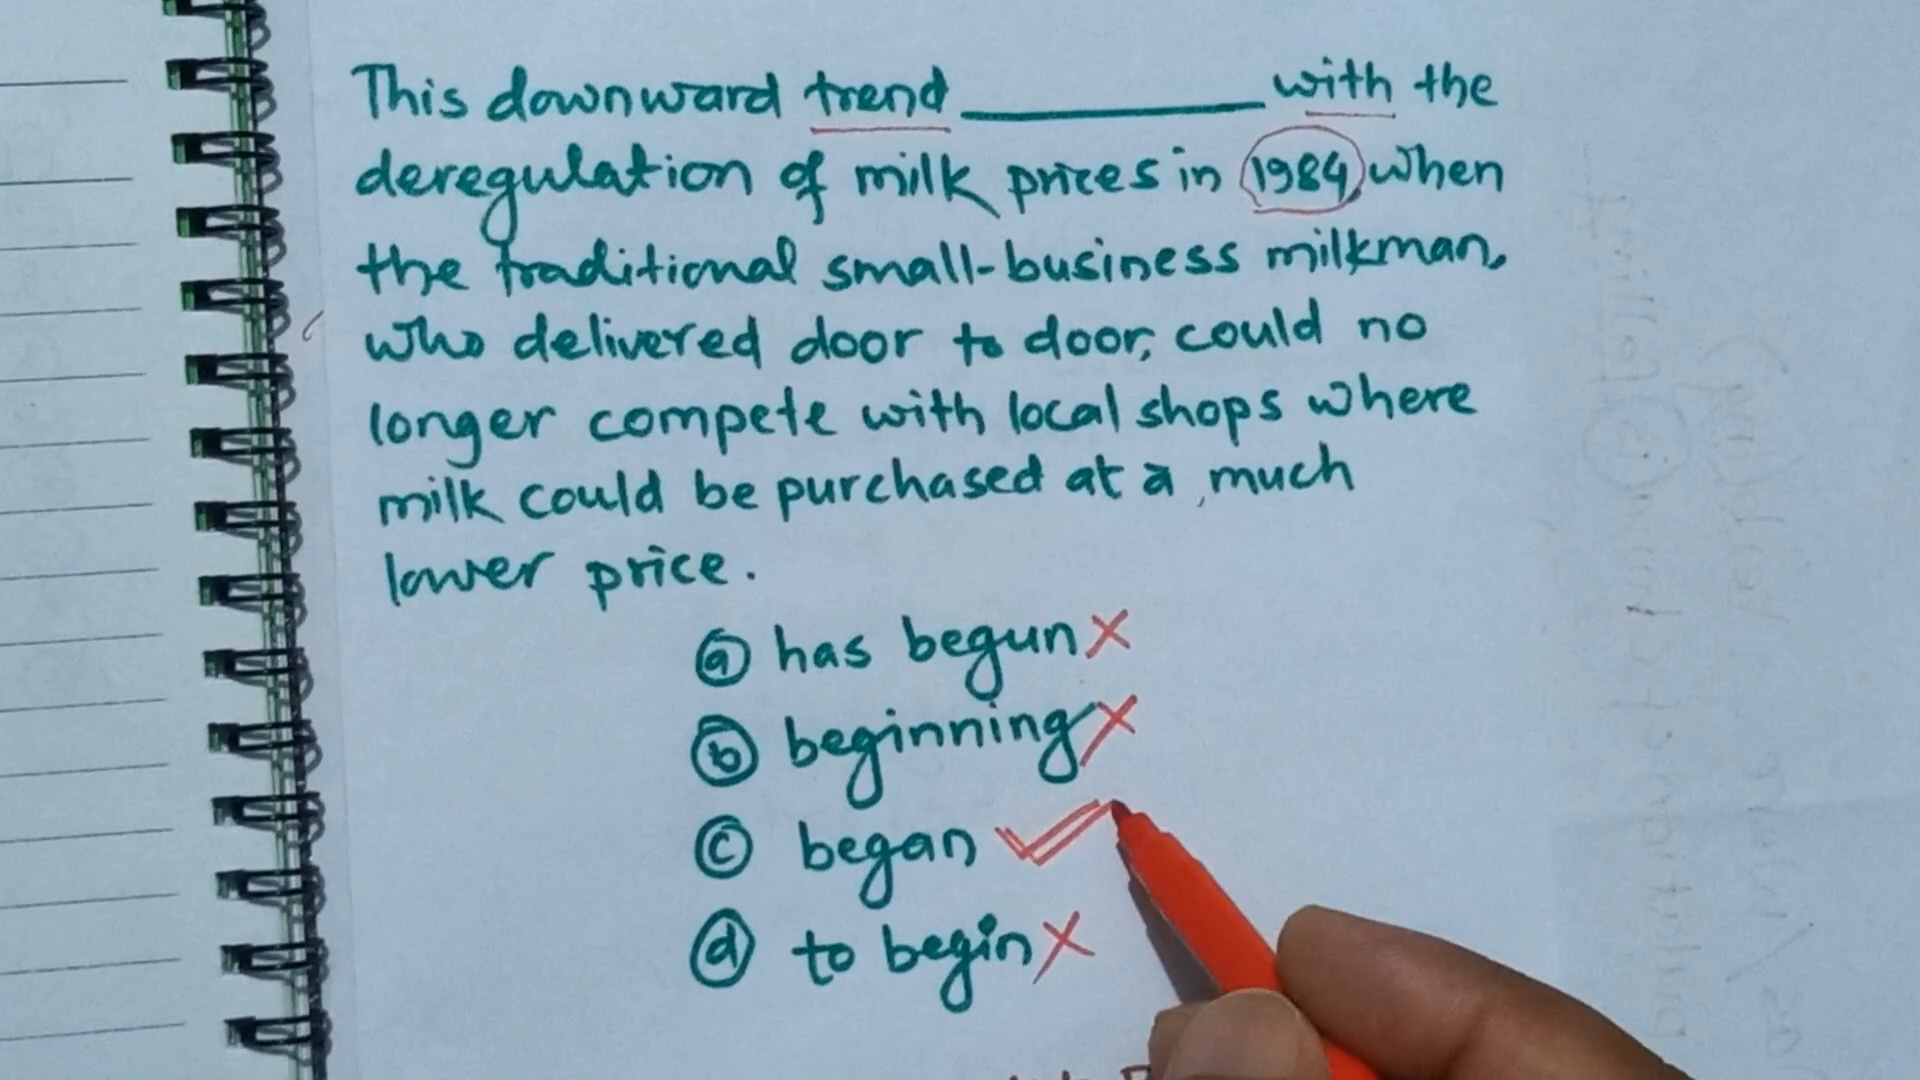 This downward trend __________ with the
deregulation of milk prices in 1984, when
the traditional small-business milkman,
who delivered door to door, could no
longer compete with local shops where
milk could be purchased at a much
lower price.
ⓐ has begun ×
ⓑ beginning ×
ⓒ began ✓
ⓓ to begin ×